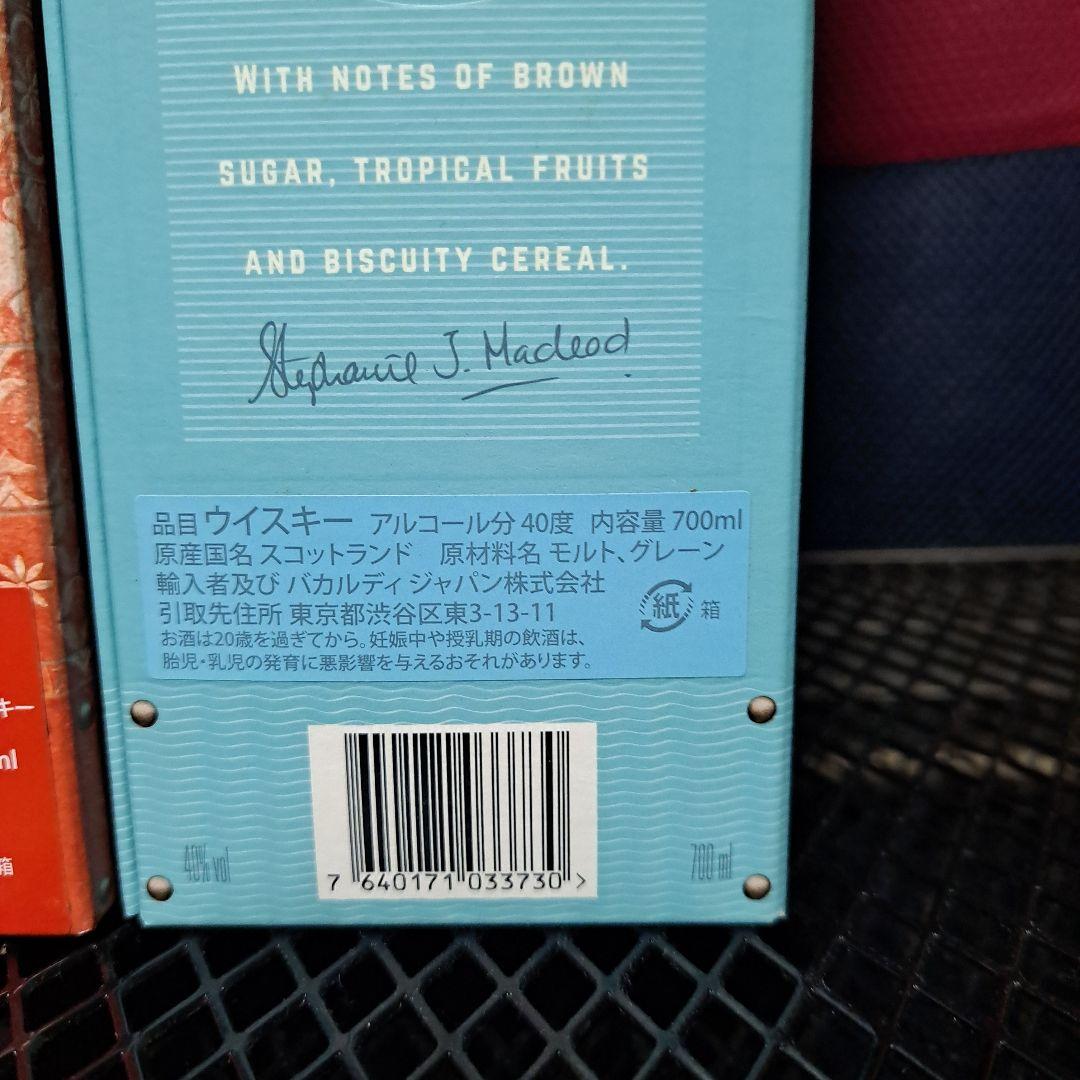 WITH NOTES OF BROWN
SUGAR, TROPICAL FRUITS
AND BISCUITY CEREAL.
Stephanie J. Macleod
品目 ウイスキー アルコール分 40度 内容量 700ml
原産国名 スコットランド 原材料名 モルト、グレーン
輸入者及び バカルディ ジャパン株式会社
引取先住所 東京都渋谷区東3-13-11
紙 箱
お酒は20歳を過ぎてから。妊娠中や授乳期の飲酒は、
胎児・乳児の発育に悪影響を与えるおそれがあります。
40% vol
700 ml
7 640171 033730 >
キー
ml
箱